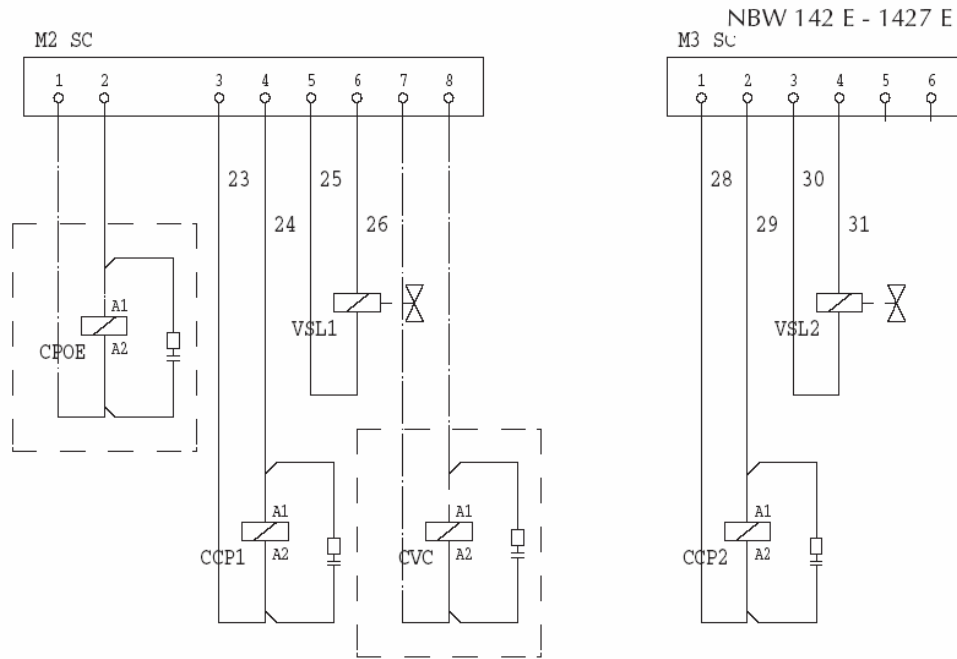 NBW 142 E - 1427 E
M2 SC
M3 SC
1 2 3 4 5 6 7 8
1 2 3 4 5 6
23 25 28 30
24 26 29 31
A1
VSL1 VSL2
CPOE A2
A1 A1 A1
CCP1 A2 CVC A2 CCP2 A2